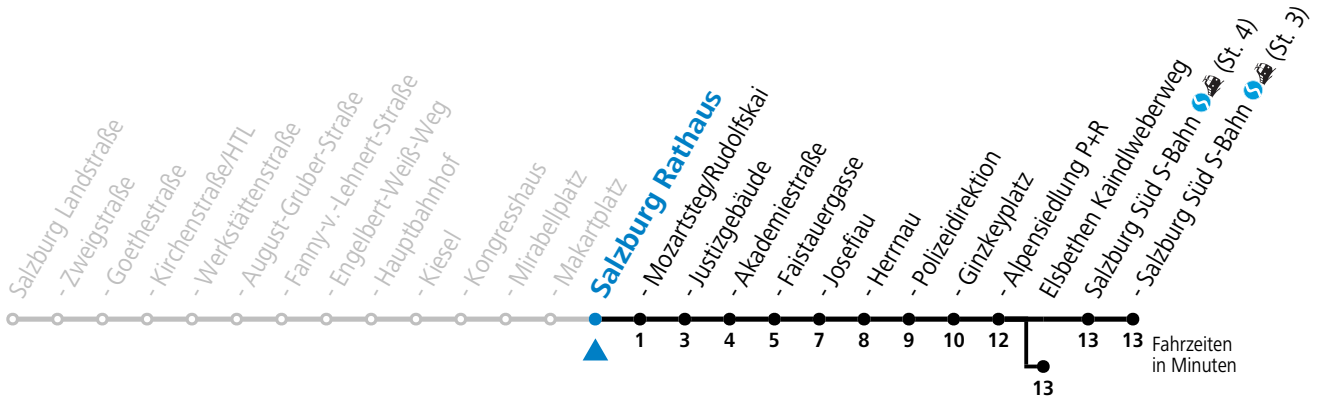 Salzburg Landstraße
- Zweigstraße
- Goethestraße
- Kirchenstraße/HTL
- Werkstättenstraße
- August-Gruber-Straße
- Fanny-v.-Lehnert-Straße
- Engelbert-Weiß-Weg
- Hauptbahnhof
- Kiesel
- Kongresshaus
- Mirabellplatz
- Makartplatz
Salzburg Rathaus
- Mozartsteg/Rudolfskai
- Justizgebäude
- Akademiestraße
- Faistauergasse
- Josefiau
- Herrnau
- Polizeidirektion
- Ginzkeyplatz
- Alpensiedlung P+R
Elsbethen Kaindlweberweg
Salzburg Süd S-Bahn (St. 4)
- Salzburg Süd S-Bahn (St. 3)
1 3 4 5 7 8 9 10 12 13 13
Fahrzeiten
in Minuten
13